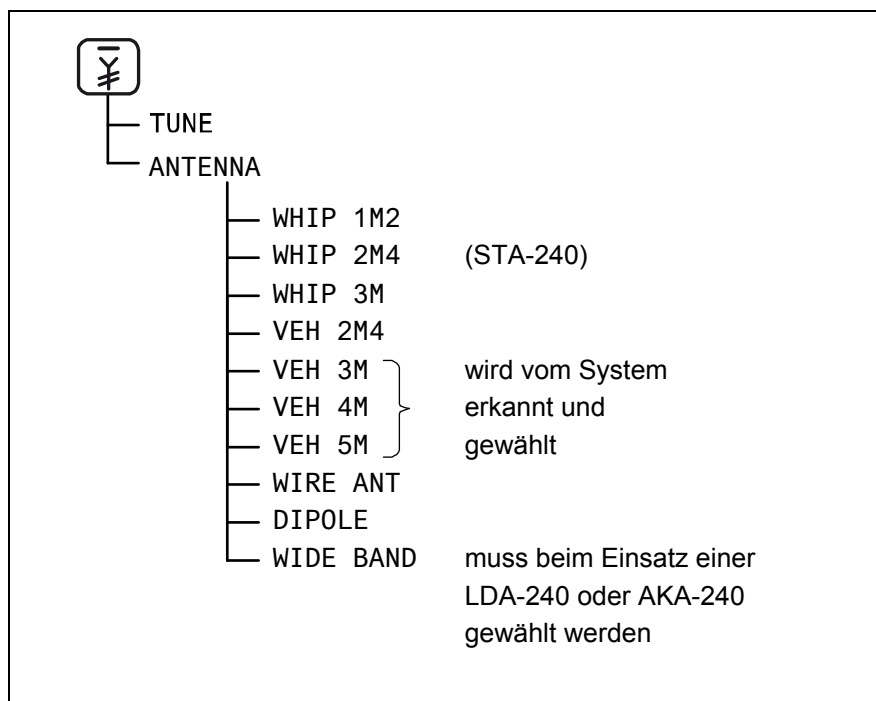 TUNE
ANTENNA
WHIP 1M2
WHIP 2M4 (STA-240)
WHIP 3M
VEH 2M4
VEH 3M wird vom System
VEH 4M erkannt und
VEH 5M gewählt
WIRE ANT
DIPOLE
WIDE BAND muss beim Einsatz einer
LDA-240 oder AKA-240
gewählt werden